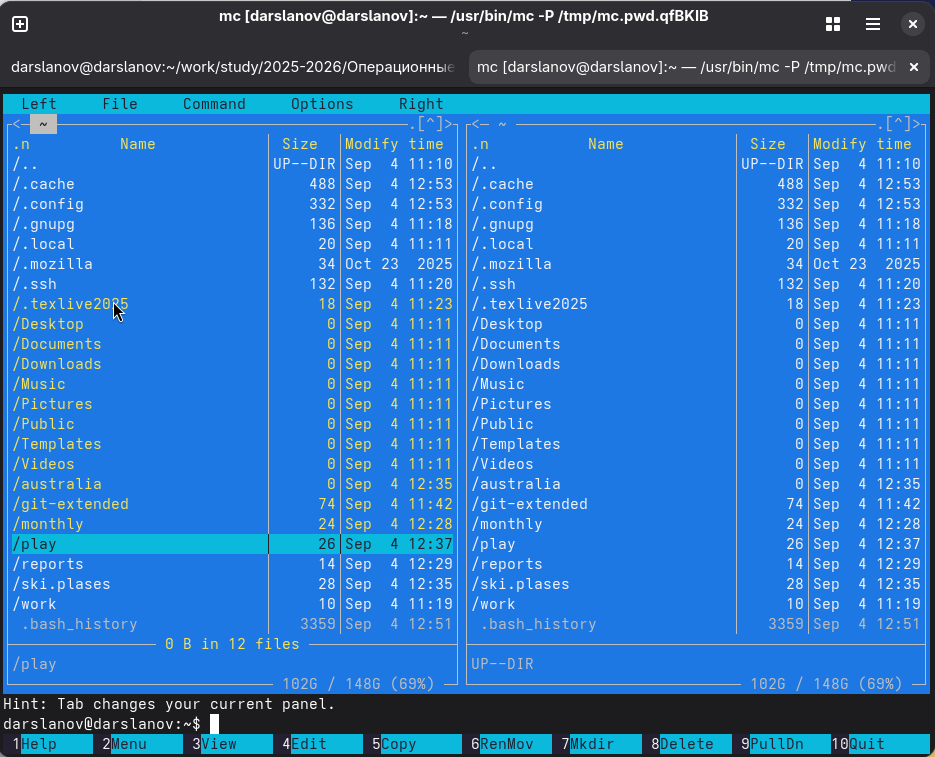 mc [darslanov@darslanov]:~ — /usr/bin/mc -P /tmp/mc.pwd.qfBKIB
~
darslanov@darslanov:~/work/study/2025-2026/Операционные mc [darslanov@darslanov]:~ — /usr/bin/mc -P /tmp/mc.pwd
Left File Command Options Right
<— ~ .[^]> <— ~ .[^]>
.n Name Size Modify time .n Name Size Modify time
/.. UP--DIR Sep 4 11:10 /.. UP--DIR Sep 4 11:10
/.cache 488 Sep 4 12:53 /.cache 488 Sep 4 12:53
/.config 332 Sep 4 12:53 /.config 332 Sep 4 12:53
/.gnupg 136 Sep 4 11:18 /.gnupg 136 Sep 4 11:18
/.local 20 Sep 4 11:11 /.local 20 Sep 4 11:11
/.mozilla 34 Oct 23 2025 /.mozilla 34 Oct 23 2025
/.ssh 132 Sep 4 11:20 /.ssh 132 Sep 4 11:20
/.texlive2025 18 Sep 4 11:23 /.texlive2025 18 Sep 4 11:23
/Desktop 0 Sep 4 11:11 /Desktop 0 Sep 4 11:11
/Documents 0 Sep 4 11:11 /Documents 0 Sep 4 11:11
/Downloads 0 Sep 4 11:11 /Downloads 0 Sep 4 11:11
/Music 0 Sep 4 11:11 /Music 0 Sep 4 11:11
/Pictures 0 Sep 4 11:11 /Pictures 0 Sep 4 11:11
/Public 0 Sep 4 11:11 /Public 0 Sep 4 11:11
/Templates 0 Sep 4 11:11 /Templates 0 Sep 4 11:11
/Videos 0 Sep 4 11:11 /Videos 0 Sep 4 11:11
/australia 0 Sep 4 12:35 /australia 0 Sep 4 12:35
/git-extended 74 Sep 4 11:42 /git-extended 74 Sep 4 11:42
/monthly 24 Sep 4 12:28 /monthly 24 Sep 4 12:28
/play 26 Sep 4 12:37 /play 26 Sep 4 12:37
/reports 14 Sep 4 12:29 /reports 14 Sep 4 12:29
/ski.plases 28 Sep 4 12:35 /ski.plases 28 Sep 4 12:35
/work 10 Sep 4 11:19 /work 10 Sep 4 11:19
.bash_history 3359 Sep 4 12:51 .bash_history 3359 Sep 4 12:51
0 B in 12 files
/play UP--DIR
102G / 148G (69%) 102G / 148G (69%)
Hint: Tab changes your current panel.
darslanov@darslanov:~$
1Help 2Menu 3View 4Edit 5Copy 6RenMov 7Mkdir 8Delete 9PullDn 10Quit